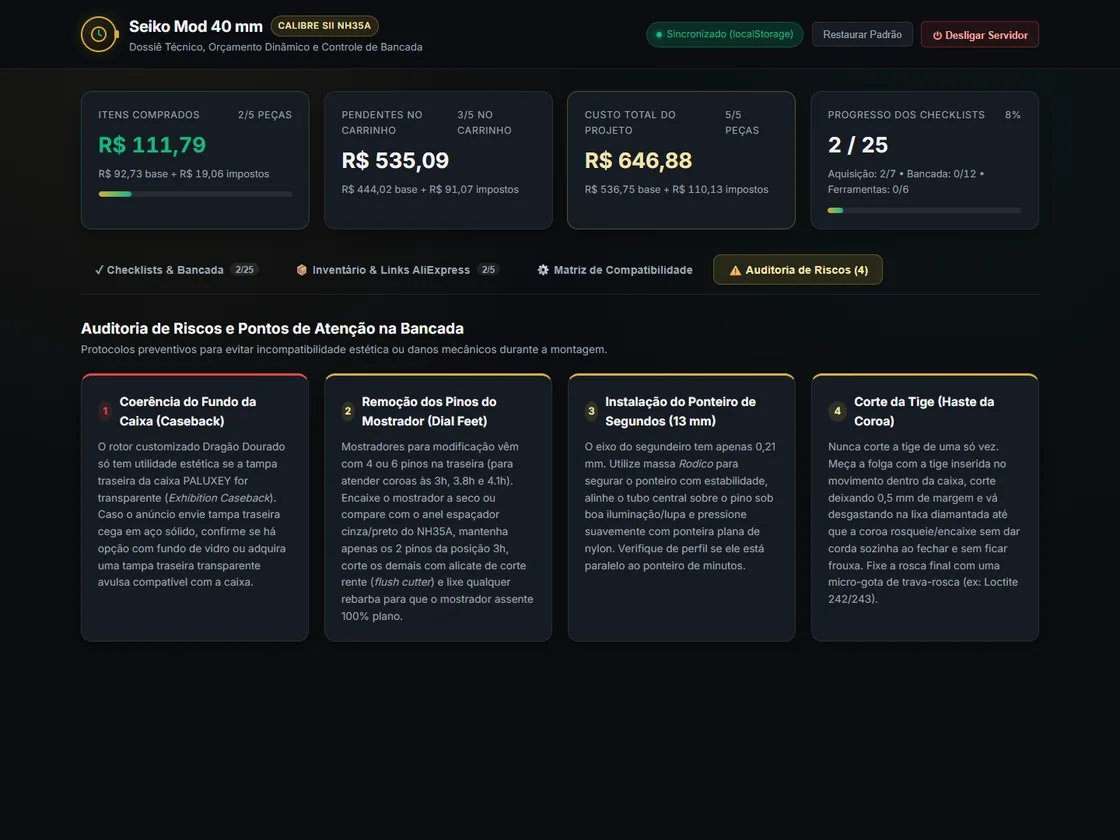 Seiko Mod 40 mm
CALIBRE SII NH35A
Dossiê Técnico, Orçamento Dinâmico e Controle de Bancada
Sincronizado (localStorage)
Restaurar Padrão
Desligar Servidor
ITENS COMPRADOS
2/5 PEÇAS
R$ 111,79
R$ 92,73 base + R$ 19,06 impostos
PENDENTES NO
CARRINHO
3/5 NO
CARRINHO
R$ 535,09
R$ 444,02 base + R$ 91,07 impostos
CUSTO TOTAL DO
PROJETO
5/5
PEÇAS
R$ 646,88
R$ 536,75 base + R$ 110,13 impostos
PROGRESSO DOS CHECKLISTS
8%
2 / 25
Aquisição: 2/7 • Bancada: 0/12 •
Ferramentas: 0/6
✓ Checklists & Bancada 2/25
Inventário & Links AliExpress 2/5
Matriz de Compatibilidade
Auditoria de Riscos (4)
Auditoria de Riscos e Pontos de Atenção na Bancada
Protocolos preventivos para evitar incompatibilidade estética ou danos mecânicos durante a montagem.
1
Coerência do Fundo da
Caixa (Caseback)
O rotor customizado Dragão Dourado
só tem utilidade estética se a tampa
traseira da caixa PALUXEY for
transparente (Exhibition Caseback).
Caso o anúncio envie tampa traseira
cega em aço sólido, confirme se há
opção com fundo de vidro ou adquira
uma tampa traseira transparente
avulsa compatível com a caixa.
2
Remoção dos Pinos do
Mostrador (Dial Feet)
Mostradores para modificação vêm
com 4 ou 6 pinos na traseira (para
atender coroas às 3h, 3.8h e 4.1h).
Encaixe o mostrador a seco ou
compare com o anel espaçador
cinza/preto do NH35A, mantenha
apenas os 2 pinos da posição 3h,
corte os demais com alicate de corte
rente (flush cutter) e lixe qualquer
rebarba para que o mostrador assente
100% plano.
3
Instalação do Ponteiro de
Segundos (13 mm)
O eixo do segundeiro tem apenas 0,21
mm. Utilize massa Rodico para
segurar o ponteiro com estabilidade,
alinhe o tubo central sobre o pino sob
boa iluminação/lupa e pressione
suavemente com ponteira plana de
nylon. Verifique de perfil se ele está
paralelo ao ponteiro de minutos.
4
Corte da Tige (Haste da
Coroa)
Nunca corte a tige de uma só vez.
Meça a folga com a tige inserida no
movimento dentro da caixa, corte
deixando 0,5 mm de margem e vá
desgastando na lixa diamantada até
que a coroa rosqueie/encaixe sem dar
corda sozinha ao fechar e sem ficar
frouxa. Fixe a rosca final com uma
micro-gota de trava-rosca (ex: Loctite
242/243).